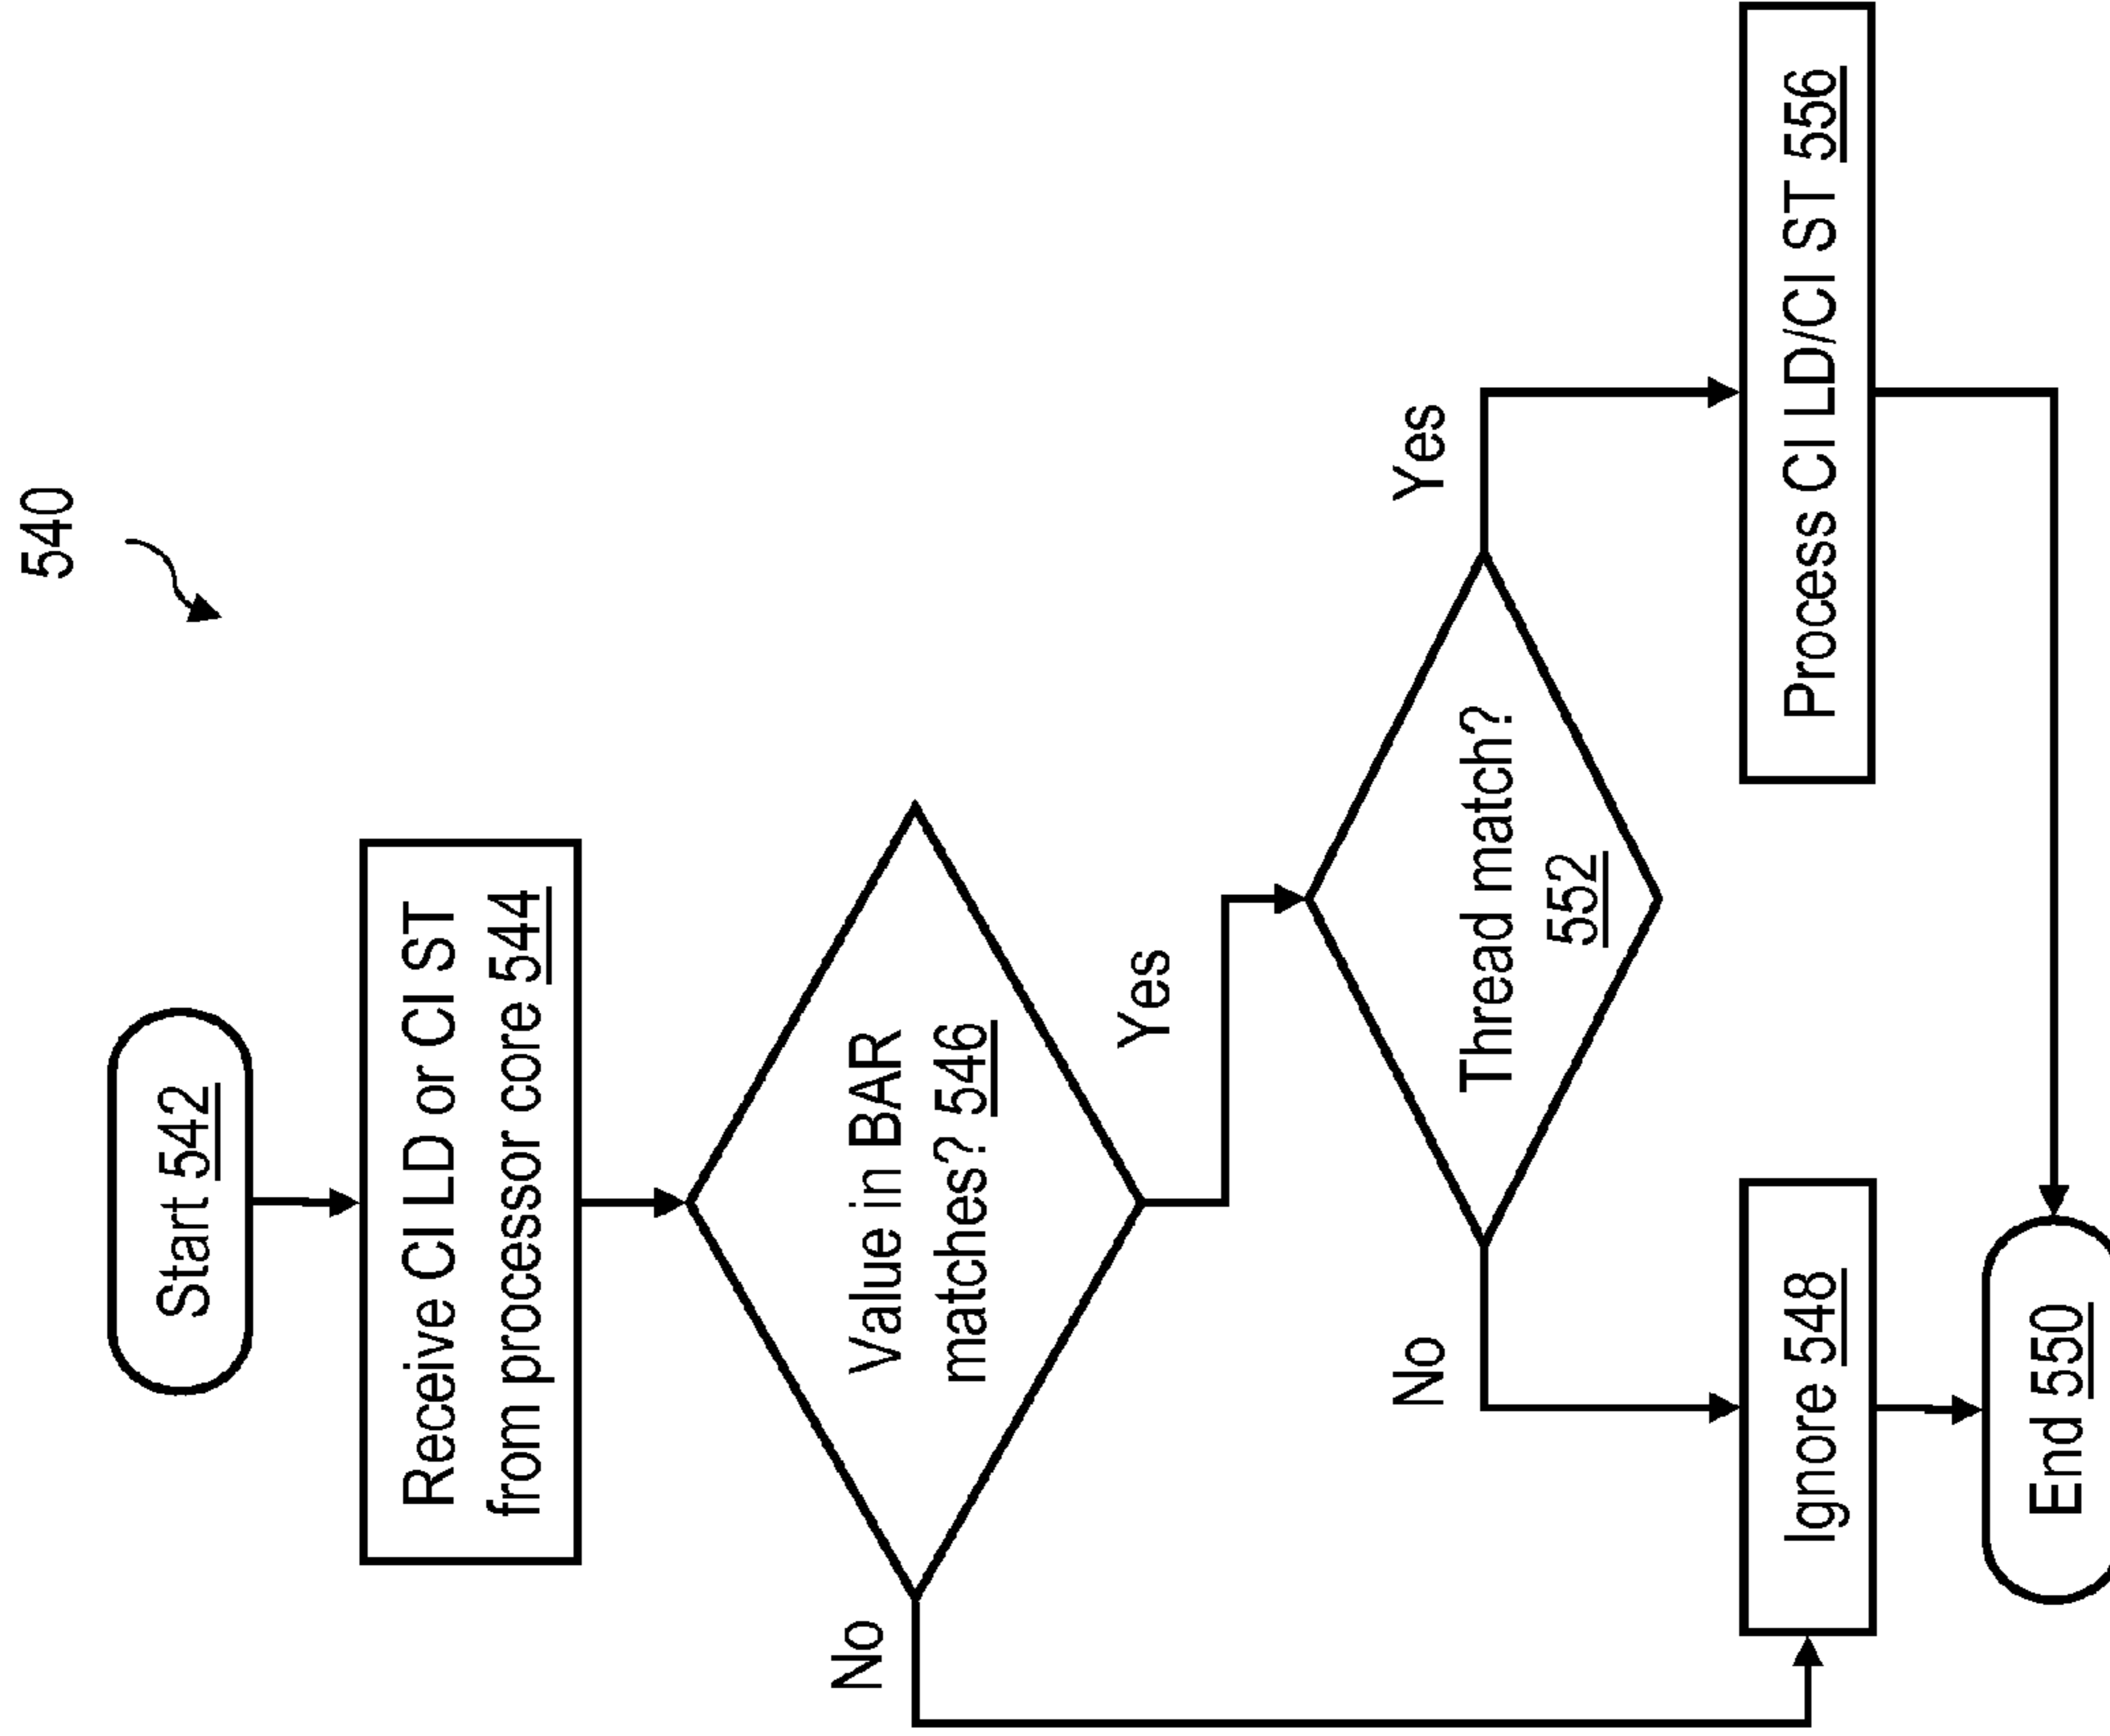 540
Start 542
Receive CI LD or CI ST
from processor core 544
Value in BAR
matches? 546
No
Yes
Thread match?
552
No
Yes
Ignore 548
Process CI LD/CI ST 556
End 550